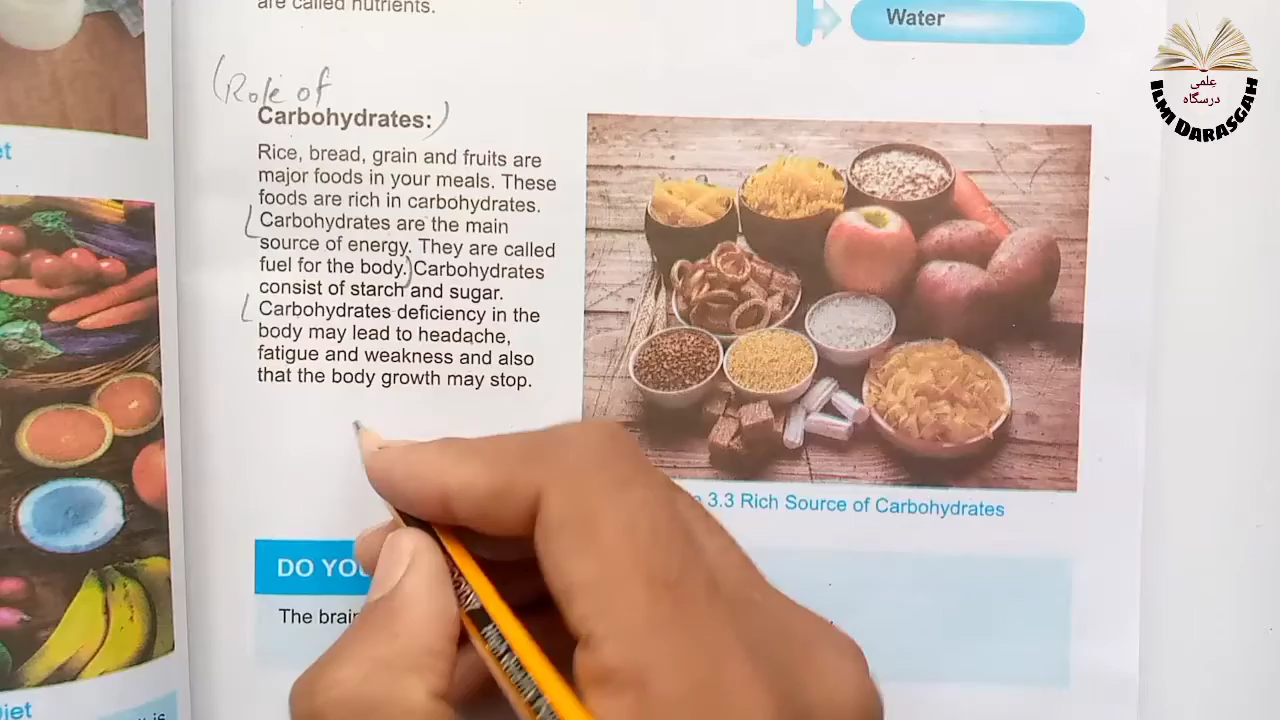 are called nutrients.
Water
(Role of
Carbohydrates:)
Rice, bread, grain and fruits are
major foods in your meals. These
foods are rich in carbohydrates.
Carbohydrates are the main
source of energy. They are called
fuel for the body.) Carbohydrates
consist of starch and sugar.
Carbohydrates deficiency in the
body may lead to headache,
fatigue and weakness and also
that the body growth may stop.
3.3 Rich Source of Carbohydrates
DO YOU
The brain
علمی
درسگاه
ILM DARASGAH